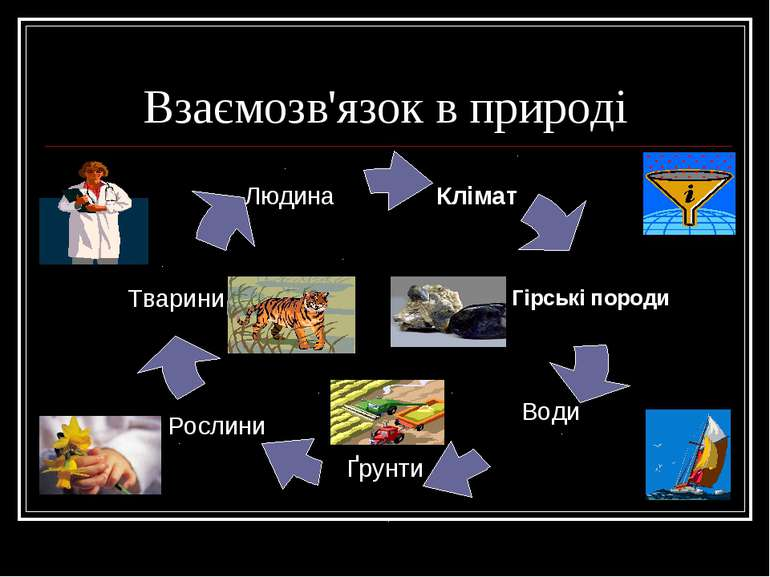 Взаємозв'язок в природі
Людина
Клімат
Тварини
Гірські породи
Рослини
Води
Ґрунти
i